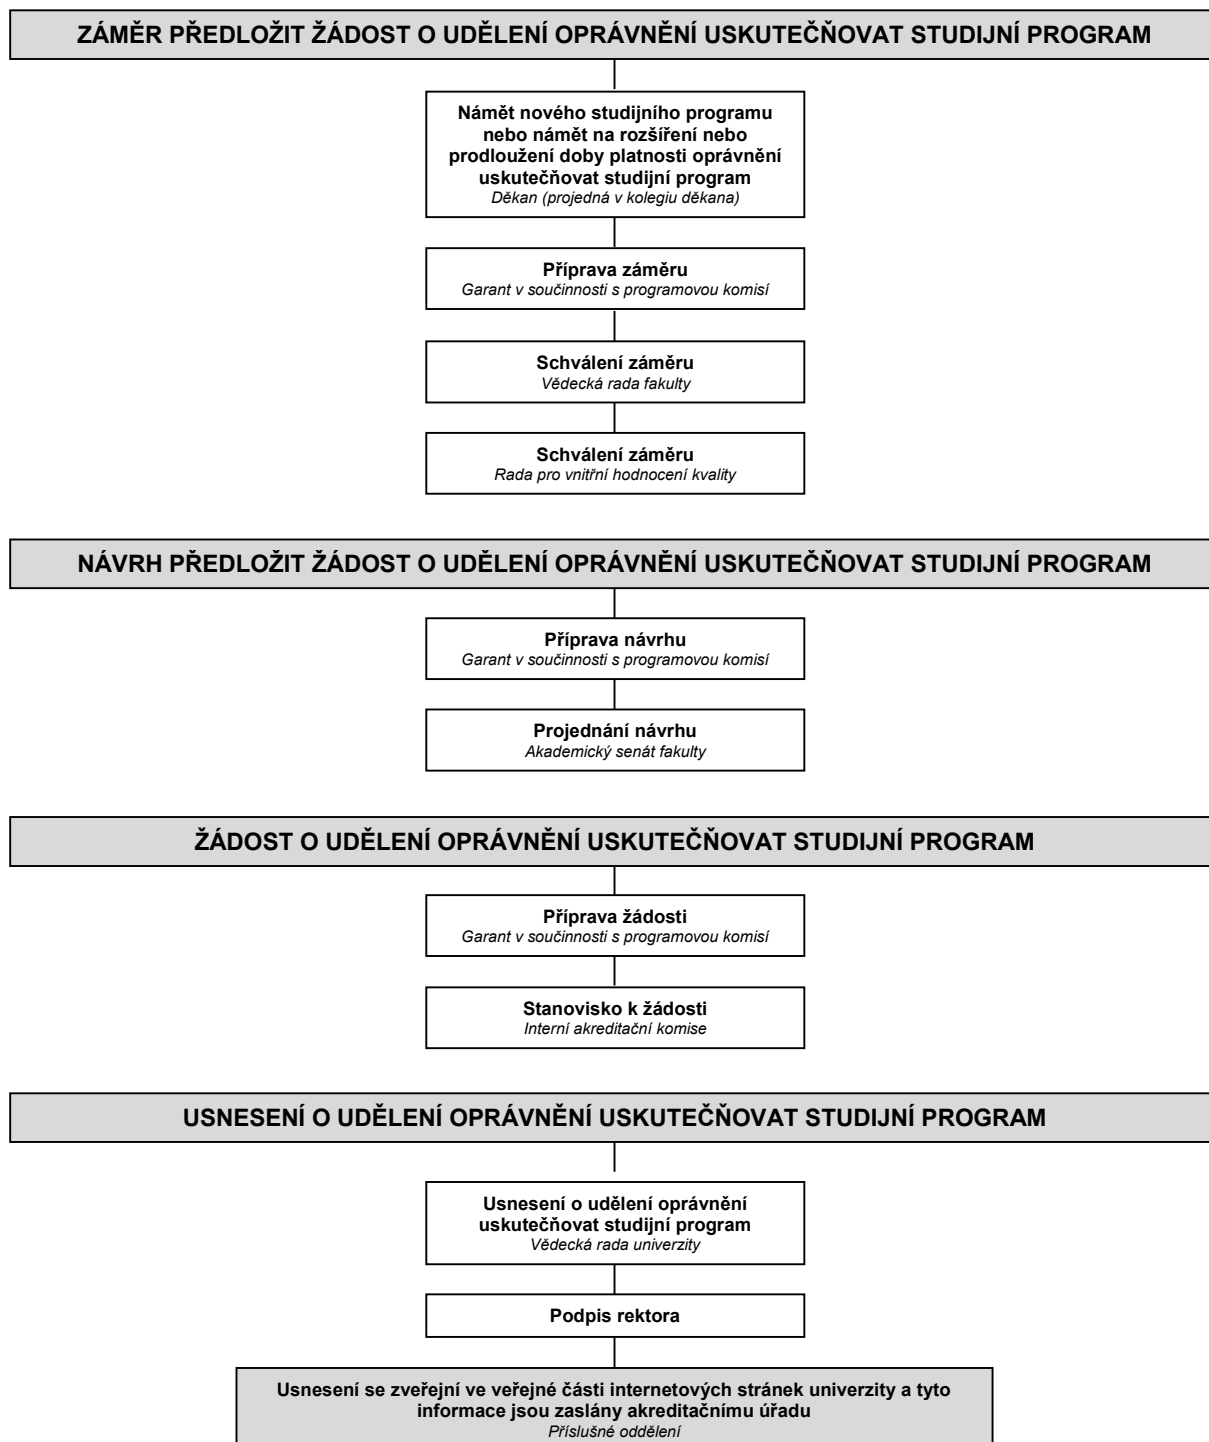 ZÁMĚR PŘEDLOŽIT ŽÁDOST O UDĚLENÍ OPRÁVNĚNÍ USKUTEČŇOVAT STUDIJNÍ PROGRAM
Námět nového studijního programu
nebo námět na rozšíření nebo
prodloužení doby platnosti oprávnění
uskutečňovat studijní program
Děkan (projedná v kolegiu děkana)
Příprava záměru
Garant v součinnosti s programovou komisí
Schválení záměru
Vědecká rada fakulty
Schválení záměru
Rada pro vnitřní hodnocení kvality
NÁVRH PŘEDLOŽIT ŽÁDOST O UDĚLENÍ OPRÁVNĚNÍ USKUTEČŇOVAT STUDIJNÍ PROGRAM
Příprava návrhu
Garant v součinnosti s programovou komisí
Projednání návrhu
Akademický senát fakulty
ŽÁDOST O UDĚLENÍ OPRÁVNĚNÍ USKUTEČŇOVAT STUDIJNÍ PROGRAM
Příprava žádosti
Garant v součinnosti s programovou komisí
Stanovisko k žádosti
Interní akreditační komise
USNESENÍ O UDĚLENÍ OPRÁVNĚNÍ USKUTEČŇOVAT STUDIJNÍ PROGRAM
Usnesení o udělení oprávnění
uskutečňovat studijní program
Vědecká rada univerzity
Podpis rektora
Usnesení se zveřejní ve veřejné části internetových stránek univerzity a tyto
informace jsou zaslány akreditačnímu úřadu
Příslušné oddělení